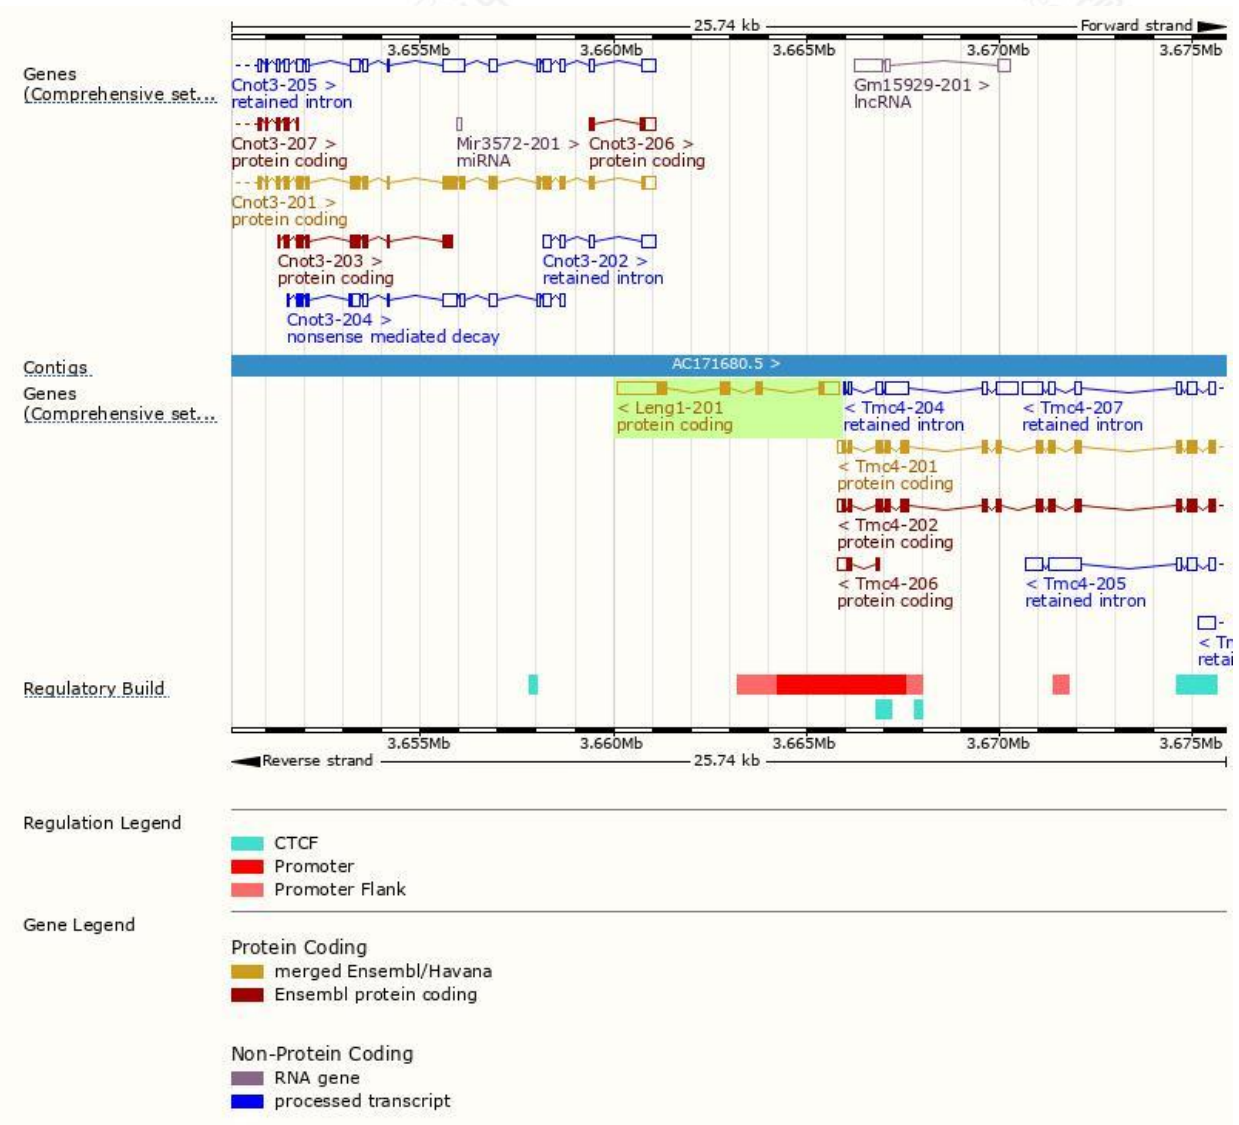 25.74 kb Forward strand
3.655Mb 3.660Mb 3.665Mb 3.670Mb 3.675Mb
Genes
(Comprehensive set...
Cnot3-205 > Gm15929-201 >
retained intron lncRNA
Cnot3-207 > Mir3572-201 > Cnot3-206 >
protein coding miRNA protein coding
Cnot3-201 >
protein coding
Cnot3-203 > Cnot3-202 >
protein coding retained intron
Cnot3-204 >
nonsense mediated decay
Contigs AC171680.5 >
Genes
(Comprehensive set...
< Leng1-201 < Tmc4-204 < Tmc4-207
protein coding retained intron retained intron
< Tmc4-201
protein coding
< Tmc4-202
protein coding
< Tmc4-206 < Tmc4-205
protein coding retained intron
Regulatory Build
3.655Mb 3.660Mb 3.665Mb 3.670Mb 3.675Mb
Reverse strand 25.74 kb
Regulation Legend
CTCF
Promoter
Promoter Flank
Gene Legend
Protein Coding
merged Ensembl/Havana
Ensembl protein coding
Non-Protein Coding
RNA gene
processed transcript